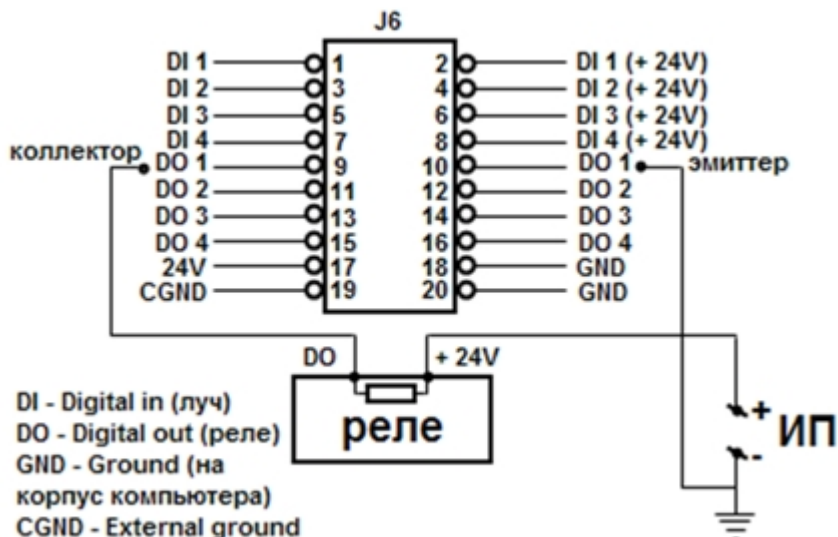 J6
DI 1 1 2 DI 1 (+ 24V)
DI 2 3 4 DI 2 (+ 24V)
DI 3 5 6 DI 3 (+ 24V)
DI 4 7 8 DI 4 (+ 24V)
коллектор DO 1 9 10 DO 1 эмиттер
DO 2 11 12 DO 2
DO 3 13 14 DO 3
DO 4 15 16 DO 4
24V 17 18 GND
CGND 19 20 GND
DO + 24V
реле
+ ИП
-
DI - Digital in (луч)
DO - Digital out (реле)
GND - Ground (на
корпус компьютера)
CGND - External ground